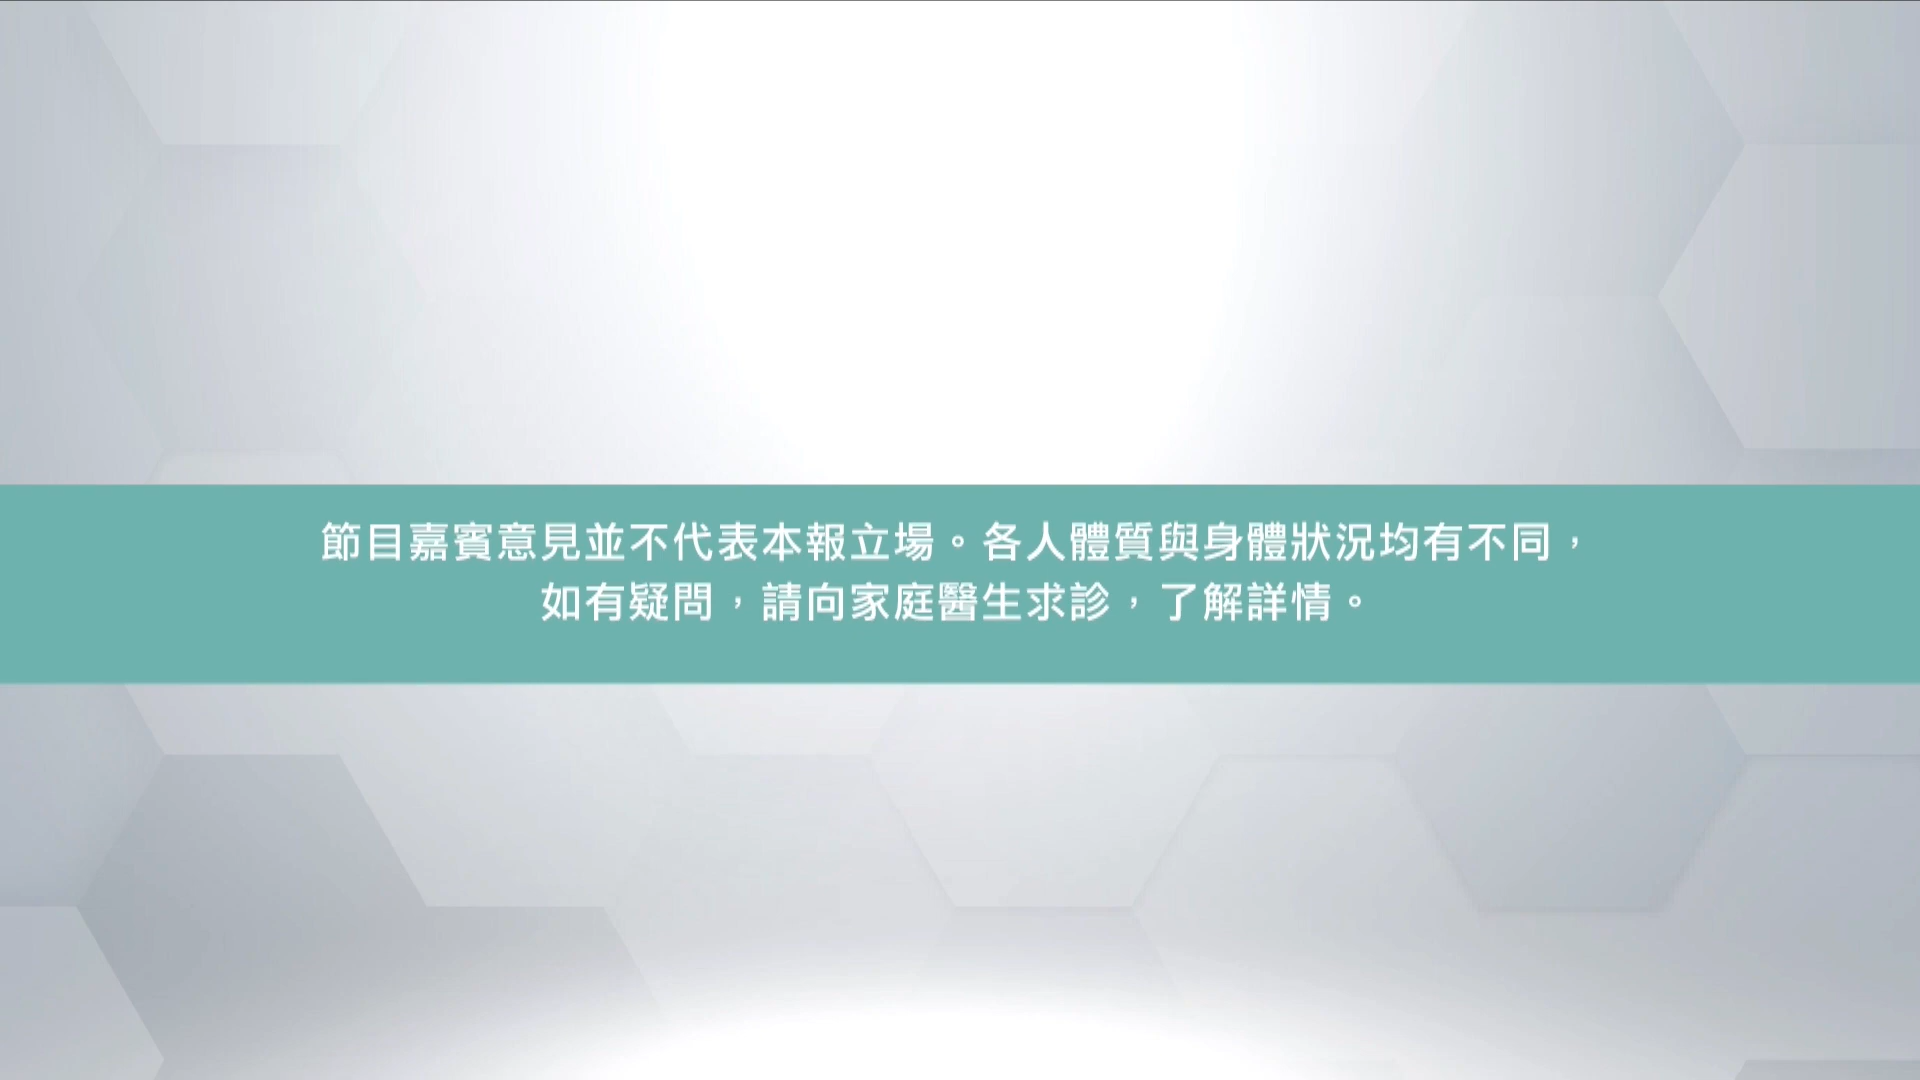 節目嘉賓意見並不代表本報立場。各人體質與身體狀況均有不同，
如有疑問，請向家庭醫生求診，了解詳情。